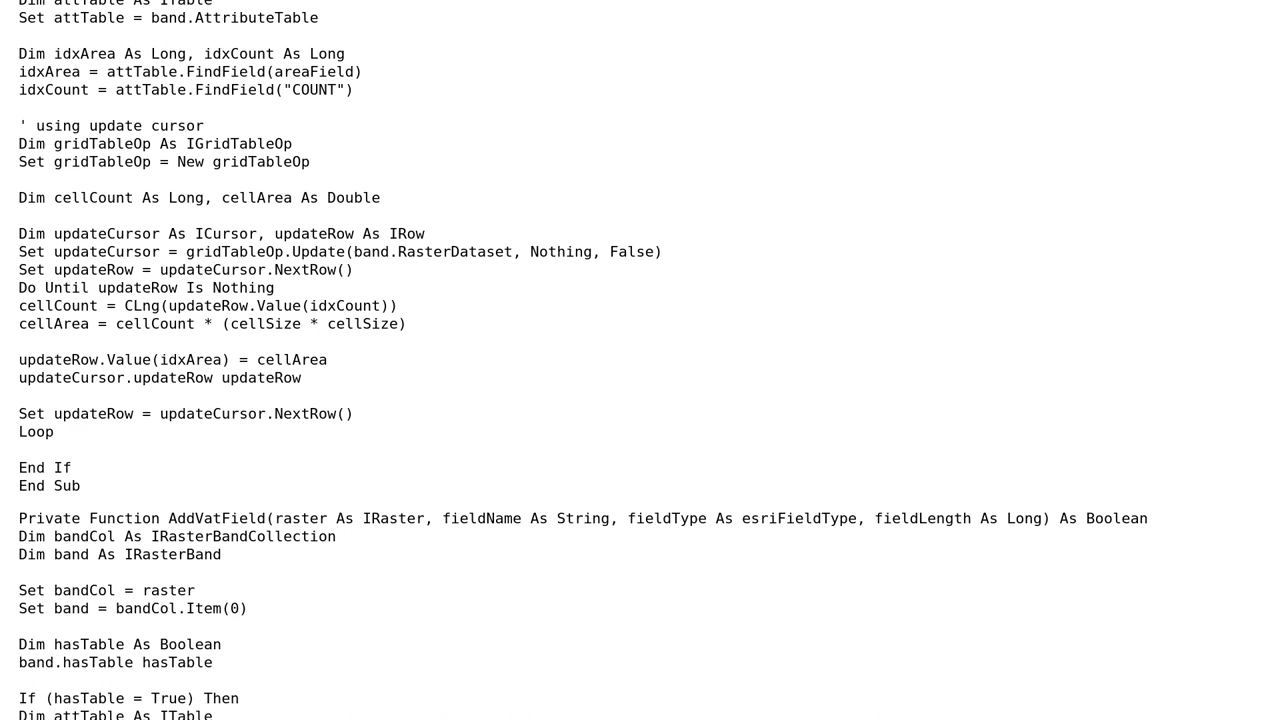 Dim attTable As ITable
Set attTable = band.AttributeTable
Dim idxArea As Long, idxCount As Long
idxArea = attTable.FindField(areaField)
idxCount = attTable.FindField("COUNT")
' using update cursor
Dim gridTableOp As IGridTableOp
Set gridTableOp = New gridTableOp
Dim cellCount As Long, cellArea As Double
Dim updateCursor As ICursor, updateRow As IRow
Set updateCursor = gridTableOp.Update(band.RasterDataset, Nothing, False)
Set updateRow = updateCursor.NextRow()
Do Until updateRow Is Nothing
cellCount = CLng(updateRow.Value(idxCount))
cellArea = cellCount * (cellSize * cellSize)
updateRow.Value(idxArea) = cellArea
updateCursor.updateRow updateRow
Set updateRow = updateCursor.NextRow()
Loop
End If
End Sub
Private Function AddVatField(raster As IRaster, fieldName As String, fieldType As esriFieldType, fieldLength As Long) As Boolean
Dim bandCol As IRasterBandCollection
Dim band As IRasterBand
Set bandCol = raster
Set band = bandCol.Item(0)
Dim hasTable As Boolean
band.hasTable hasTable
If (hasTable = True) Then
Dim attTable As ITable